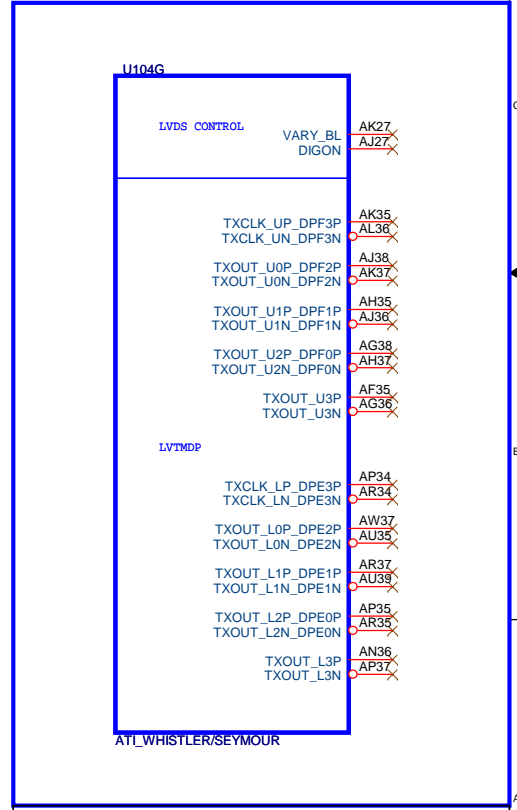 U104G
LVDS CONTROL
VARY_BL AK27
DIGON AJ27
TXCLK_UP_DPF3P AK35
TXCLK_UN_DPF3N AL36
TXOUT_U0P_DPF2P AJ38
TXOUT_U0N_DPF2N AK37
TXOUT_U1P_DPF1P AH35
TXOUT_U1N_DPF1N AJ36
TXOUT_U2P_DPF0P AG38
TXOUT_U2N_DPF0N AH37
TXOUT_U3P AF35
TXOUT_U3N AG36
LVTMDP
TXCLK_LP_DPE3P AP34
TXCLK_LN_DPE3N AR34
TXOUT_L0P_DPE2P AW37
TXOUT_L0N_DPE2N AU35
TXOUT_L1P_DPE1P AR37
TXOUT_L1N_DPE1N AU39
TXOUT_L2P_DPE0P AP35
TXOUT_L2N_DPE0N AR35
TXOUT_L3P AN36
TXOUT_L3N AP37
ATI_WHISTLER/SEYMOUR